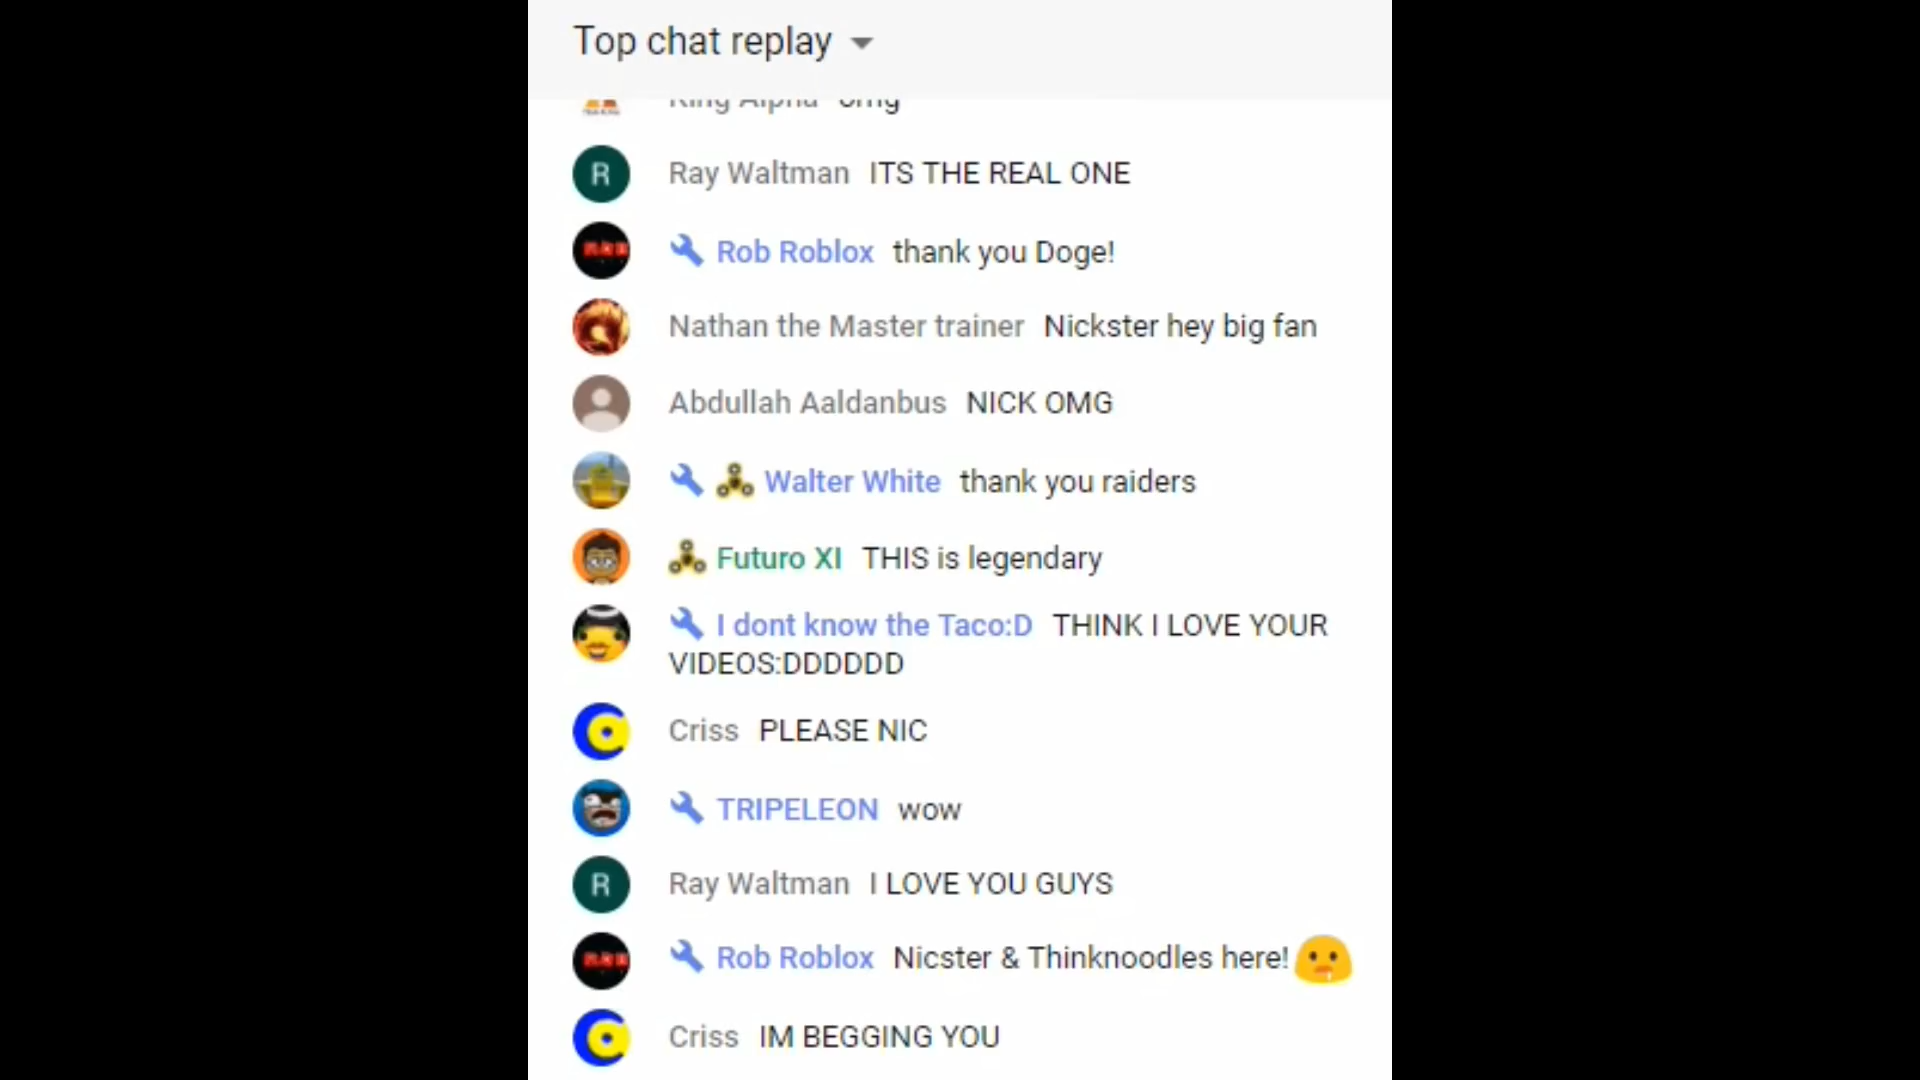 Top chat replay
King Alpha omg
R Ray Waltman ITS THE REAL ONE
Rob Roblox thank you Doge!
Nathan the Master trainer Nickster hey big fan
Abdullah Aaldanbus NICK OMG
Walter White thank you raiders
Futuro XI THIS is legendary
I dont know the Taco:D THINK I LOVE YOUR
VIDEOS:DDDDDD
Criss PLEASE NIC
TRIPELEON wow
R Ray Waltman I LOVE YOU GUYS
Rob Roblox Nicster & Thinknoodles here!
Criss IM BEGGING YOU